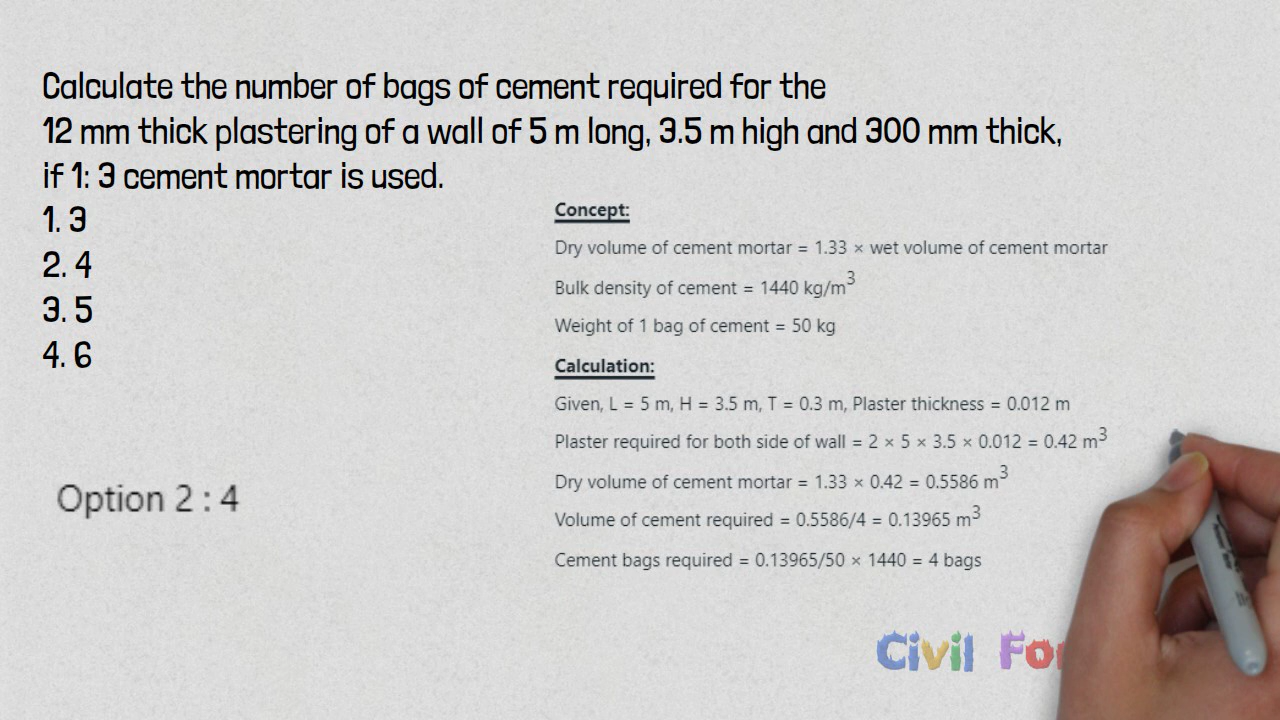 Calculate the number of bags of cement required for the
12 mm thick plastering of a wall of 5 m long, 3.5 m high and 300 mm thick,
if 1: 3 cement mortar is used.
1. 3
2. 4
3. 5
4. 6
Option 2 : 4
Concept:
Dry volume of cement mortar = 1.33 × wet volume of cement mortar
Bulk density of cement = 1440 kg/m³
Weight of 1 bag of cement = 50 kg
Calculation:
Given, L = 5 m, H = 3.5 m, T = 0.3 m, Plaster thickness = 0.012 m
Plaster required for both side of wall = 2 × 5 × 3.5 × 0.012 = 0.42 m³
Dry volume of cement mortar = 1.33 × 0.42 = 0.5586 m³
Volume of cement required = 0.5586/4 = 0.13965 m³
Cement bags required = 0.13965/50 × 1440 = 4 bags
Civil